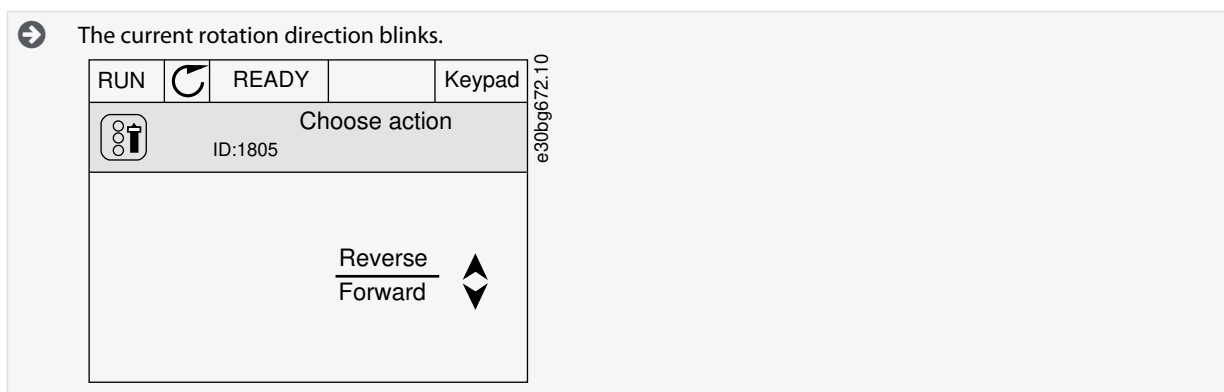 The current rotation direction blinks.
RUN READY Keypad
Choose action
ID:1805
Reverse
Forward
e30bg672.10